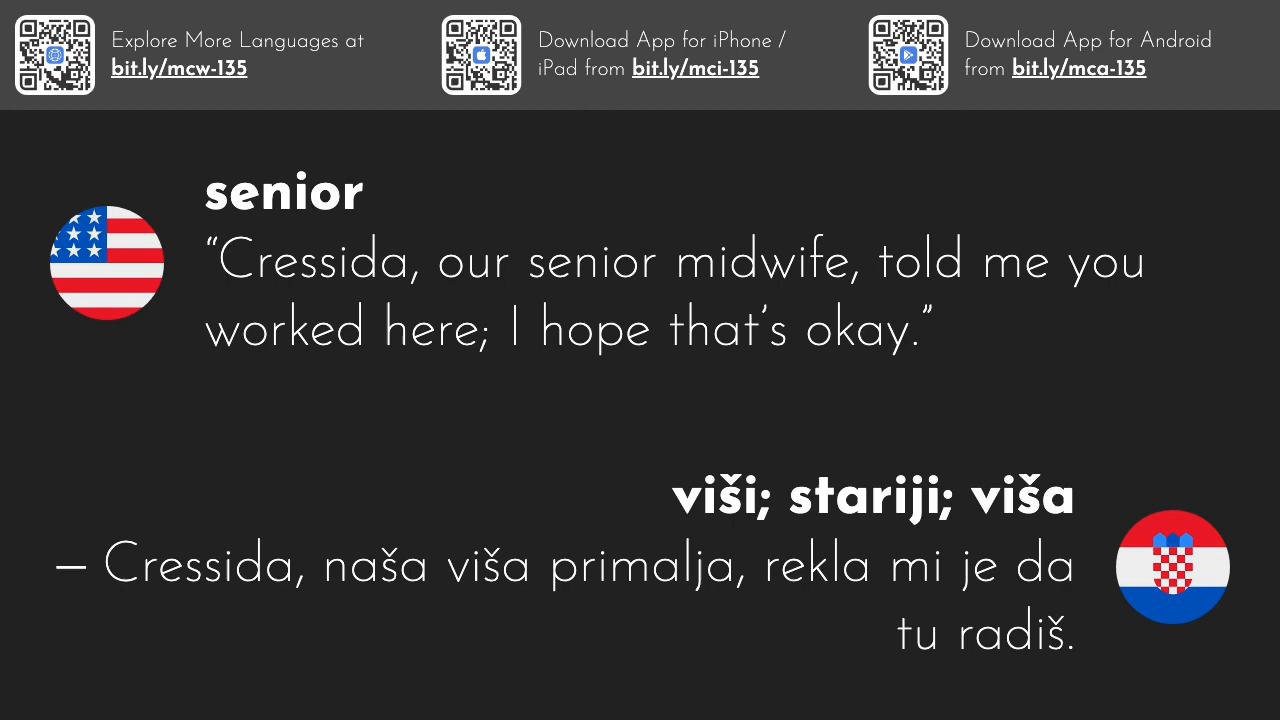 Explore More Languages at
bit.ly/mcw-135
Download App for iPhone /
iPad from bit.ly/mci-135
Download App for Android
from bit.ly/mca-135
senior
“Cressida, our senior midwife, told me you
worked here; I hope that’s okay.”
viši; stariji; viša
– Cressida, naša viša primalja, rekla mi je da
tu radiš.